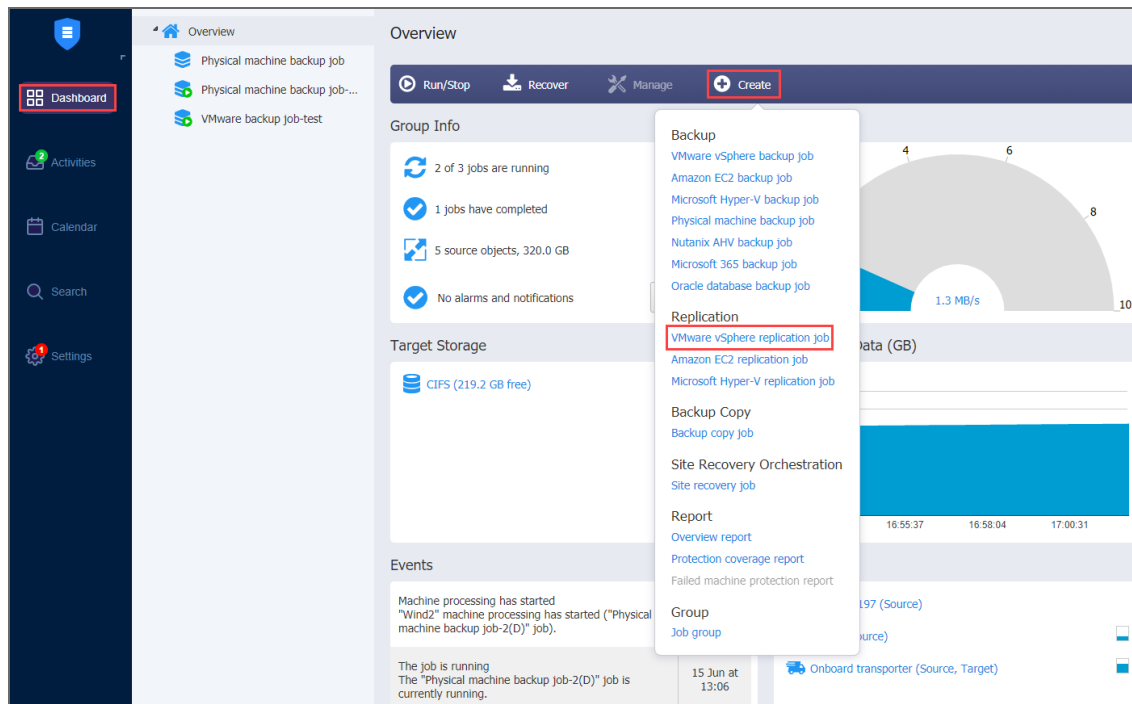 Dashboard
2
Activities
Calendar
Search
1
Settings
Overview
Physical machine backup job
Physical machine backup job-...
VMware backup job-test
Overview
Run/Stop
Recover
Manage
Create
Group Info
2 of 3 jobs are running
1 jobs have completed
5 source objects, 320.0 GB
No alarms and notifications
Target Storage
CIFS (219.2 GB free)
Events
Machine processing has started
"Wind2" machine processing has started ("Physical
machine backup job-2(D)" job).
The job is running
The "Physical machine backup job-2(D)" job is
currently running.
15 Jun at
13:06
Backup
VMware vSphere backup job
Amazon EC2 backup job
Microsoft Hyper-V backup job
Physical machine backup job
Nutanix AHV backup job
Microsoft 365 backup job
Oracle database backup job
Replication
VMware vSphere replication job
Amazon EC2 replication job
Microsoft Hyper-V replication job
Backup Copy
Backup copy job
Site Recovery Orchestration
Site recovery job
Report
Overview report
Protection coverage report
Failed machine protection report
Group
Job group
4
6
8
10
1.3 MB/s
Data (GB)
16:55:37
16:58:04
17:00:31
197 (Source)
Onboard transporter (Source, Target)